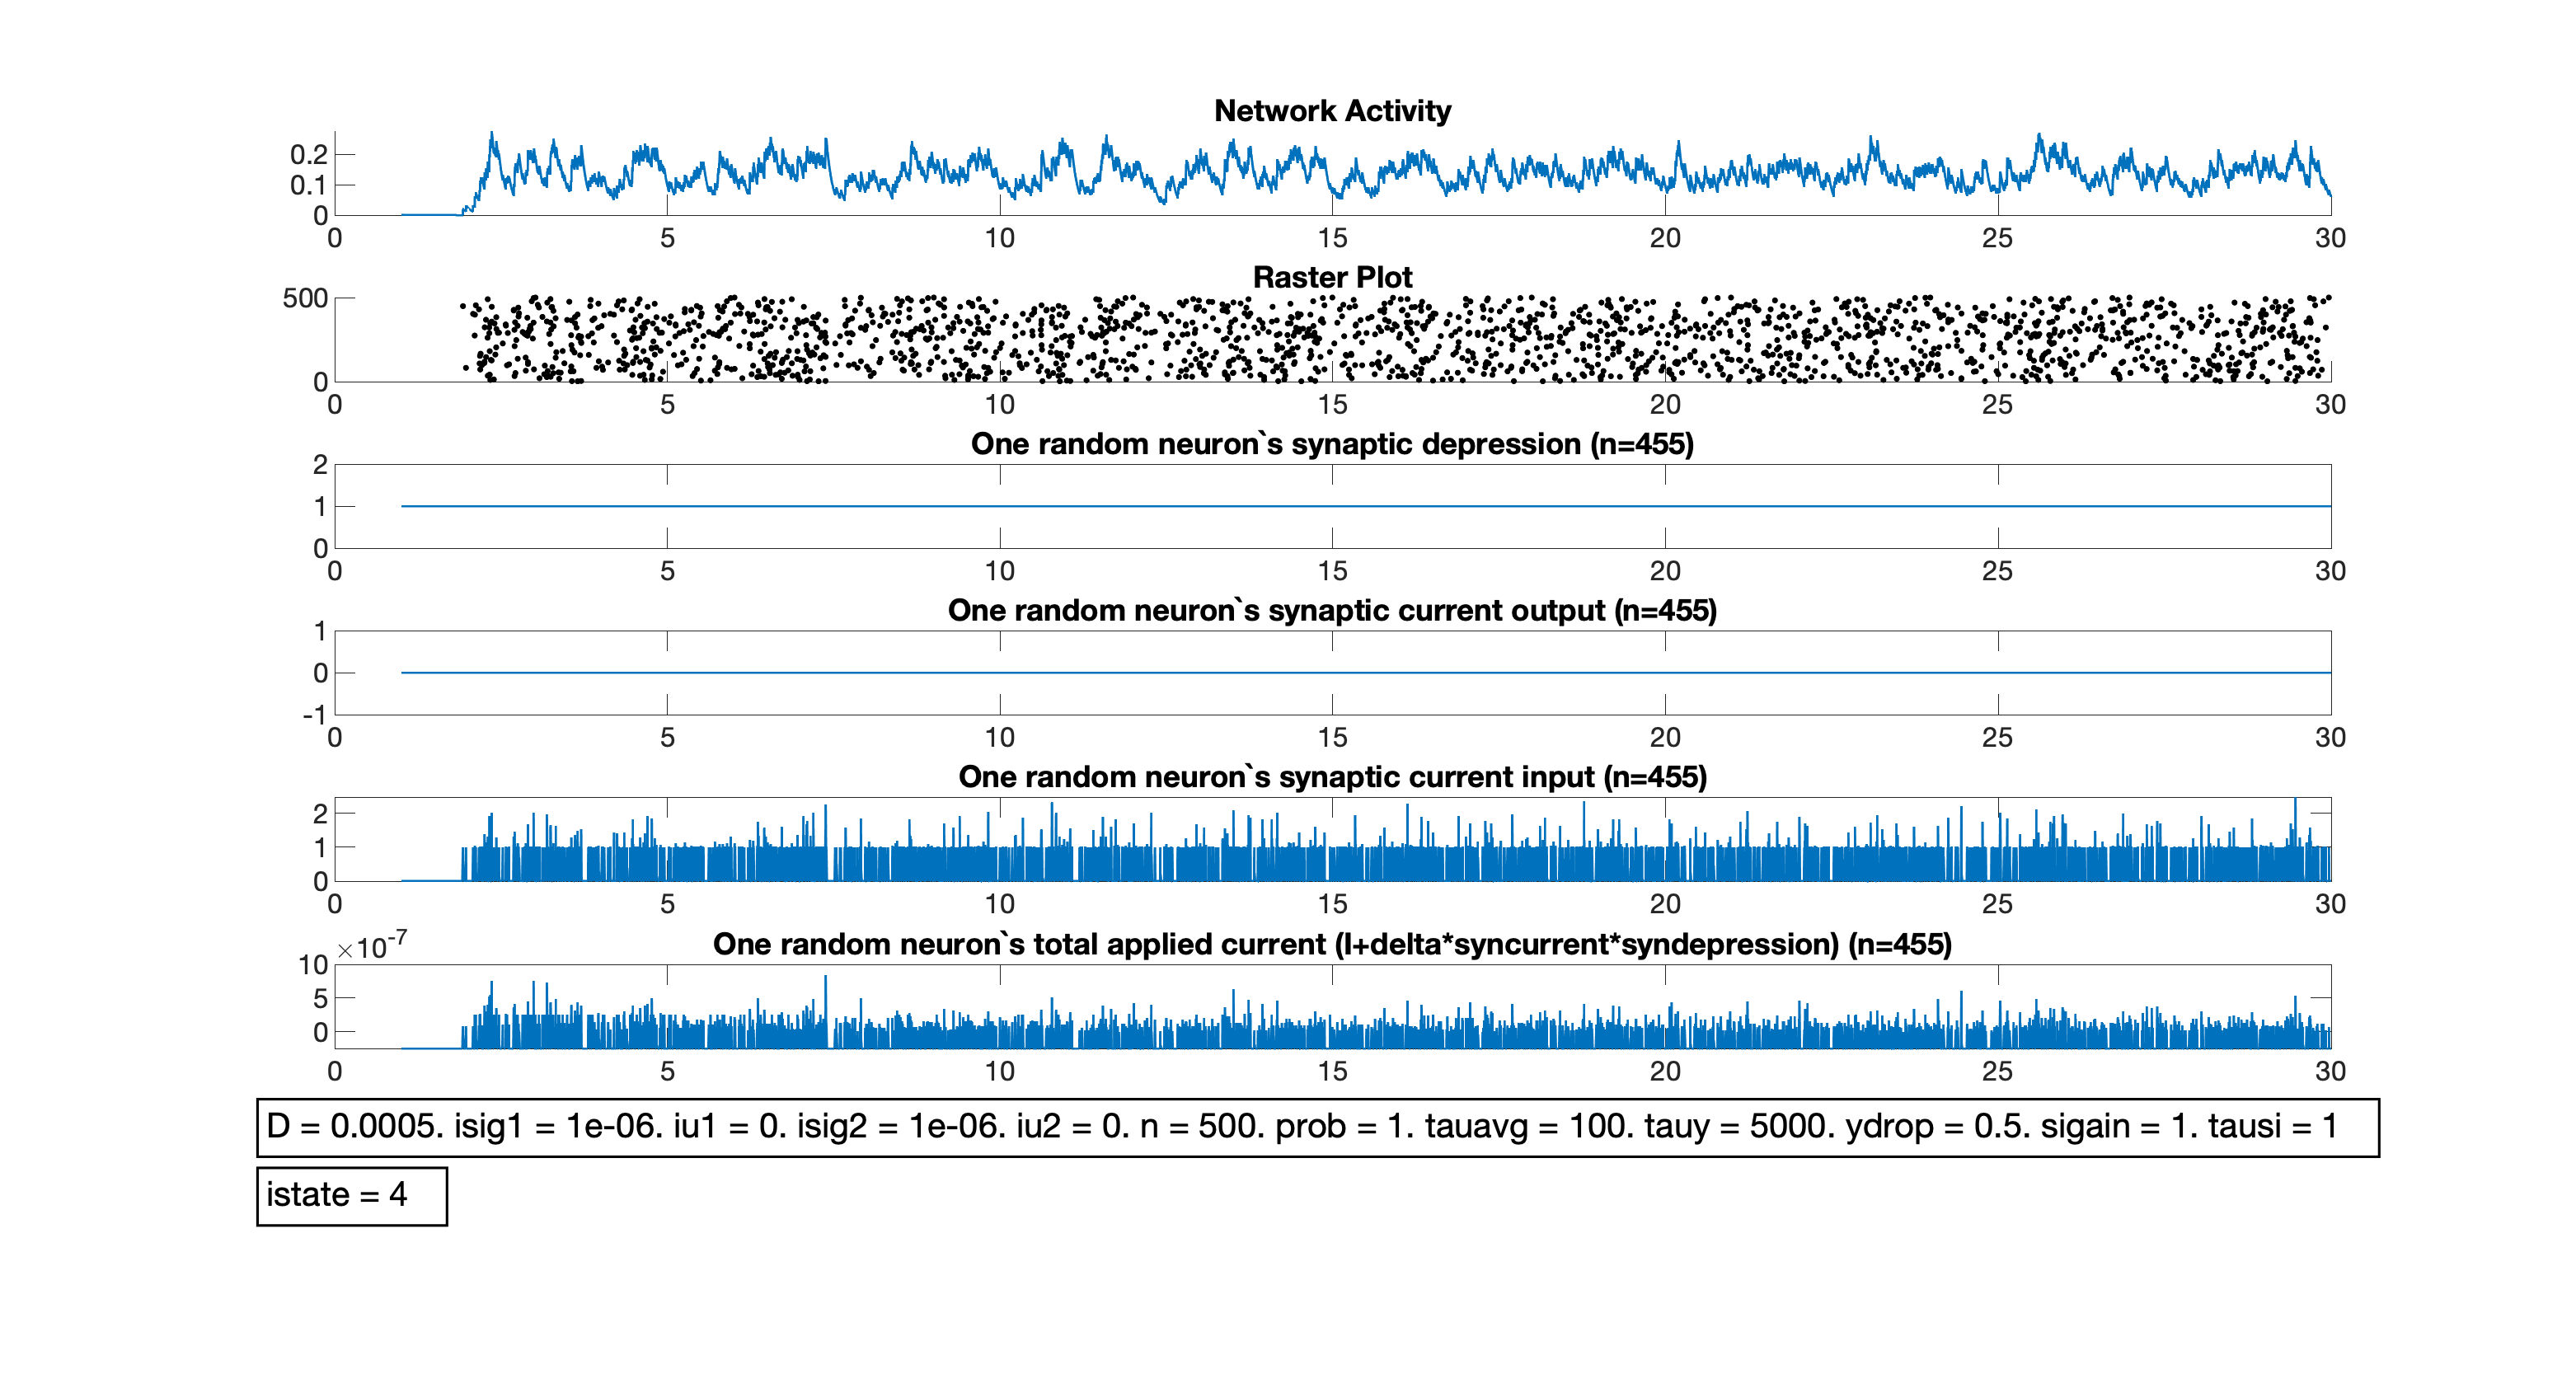 Network Activity
0.2
0.1
0
0 5 10 15 20 25 30
Raster Plot
500
0
0 5 10 15 20 25 30
One random neuron`s synaptic depression (n=455)
2
1
0
0 5 10 15 20 25 30
One random neuron`s synaptic current output (n=455)
1
0
-1
0 5 10 15 20 25 30
One random neuron`s synaptic current input (n=455)
2
1
0
0 5 10 15 20 25 30
One random neuron`s total applied current (I+delta*syncurrent*syndepression) (n=455)
×10⁻⁷
10
5
0
0 5 10 15 20 25 30
D = 0.0005. isig1 = 1e-06. iu1 = 0. isig2 = 1e-06. iu2 = 0. n = 500. prob = 1. tauavg = 100. tauy = 5000. ydrop = 0.5. sigain = 1. tausi = 1
istate = 4